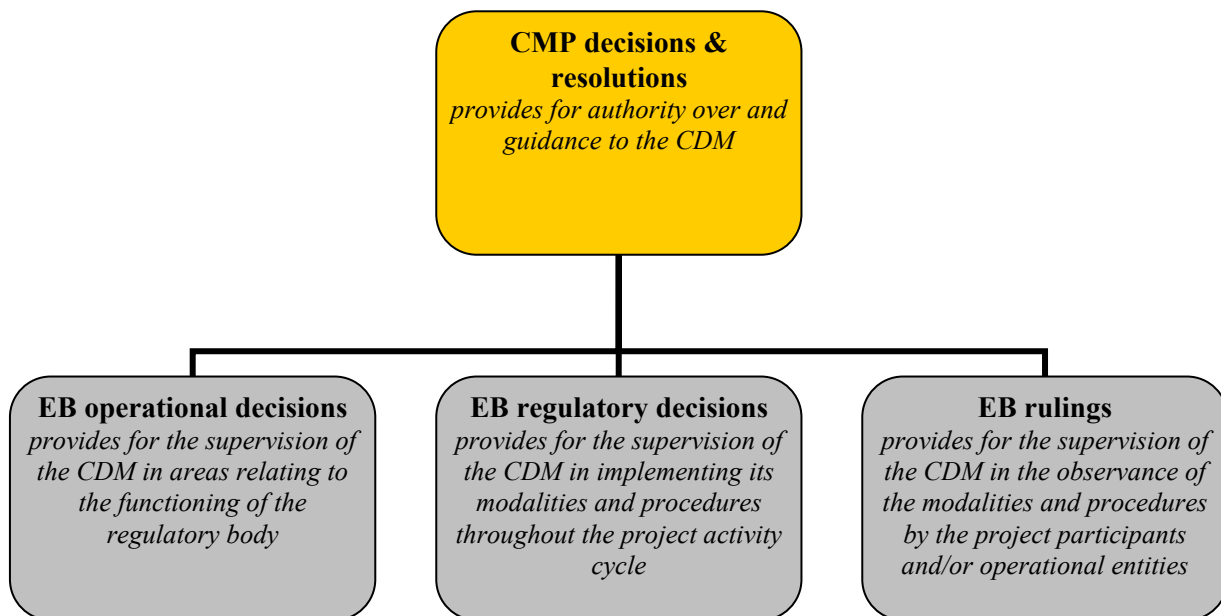 CMP decisions &
resolutions
provides for authority over and
guidance to the CDM
EB operational decisions
provides for the supervision of
the CDM in areas relating to
the functioning of the
regulatory body
EB regulatory decisions
provides for the supervision of
the CDM in implementing its
modalities and procedures
throughout the project activity
cycle
EB rulings
provides for the supervision of
the CDM in the observance of
the modalities and procedures
by the project participants
and/or operational entities